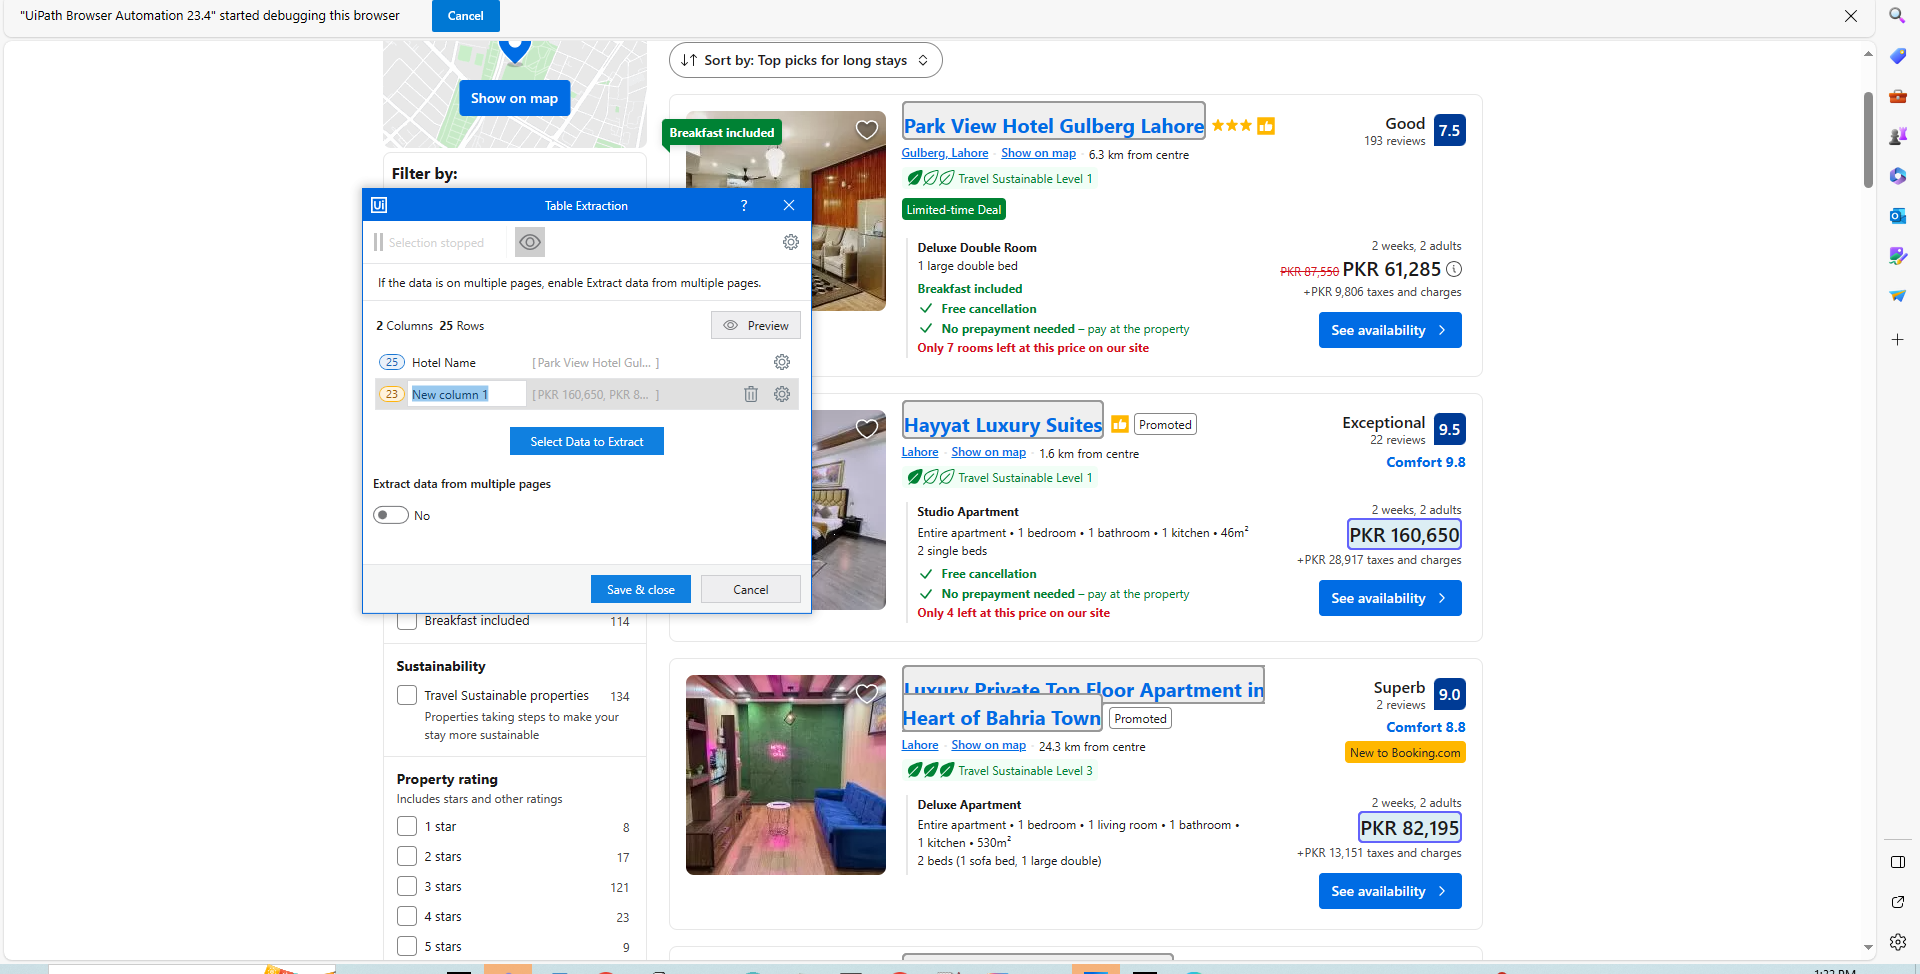 "UiPath Browser Automation 23.4" started debugging this browser
Cancel
Show on map
Filter by:
Sort by: Top picks for long stays
Ui
Table Extraction
?
Selection stopped
If the data is on multiple pages, enable Extract data from multiple pages.
2 Columns 25 Rows
Preview
25 Hotel Name [ Park View Hotel Gul... ]
23 New column 1 [ PKR 160,650, PKR 8... ]
Select Data to Extract
Extract data from multiple pages
No
Save & close
Cancel
Breakfast included 114
Sustainability
Travel Sustainable properties 134
Properties taking steps to make your
stay more sustainable
Property rating
Includes stars and other ratings
1 star 8
2 stars 17
3 stars 121
4 stars 23
5 stars 9
Breakfast included
Park View Hotel Gulberg Lahore
Gulberg, Lahore Show on map 6.3 km from centre
Travel Sustainable Level 1
Limited-time Deal
Good 7.5
193 reviews
Deluxe Double Room
1 large double bed
Breakfast included
Free cancellation
No prepayment needed – pay at the property
Only 7 rooms left at this price on our site
2 weeks, 2 adults
PKR 87,550 PKR 61,285
+PKR 9,806 taxes and charges
See availability
Hayyat Luxury Suites Promoted
Lahore Show on map 1.6 km from centre
Travel Sustainable Level 1
Exceptional 9.5
22 reviews
Comfort 9.8
Studio Apartment
Entire apartment • 1 bedroom • 1 bathroom • 1 kitchen • 46m²
2 single beds
Free cancellation
No prepayment needed – pay at the property
Only 4 left at this price on our site
2 weeks, 2 adults
PKR 160,650
+PKR 28,917 taxes and charges
See availability
Luxury Private Top Floor Apartment in
Heart of Bahria Town Promoted
Lahore Show on map 24.3 km from centre
Travel Sustainable Level 3
Superb 9.0
2 reviews
Comfort 8.8
New to Booking.com
Deluxe Apartment
Entire apartment • 1 bedroom • 1 living room • 1 bathroom •
1 kitchen • 530m²
2 beds (1 sofa bed, 1 large double)
2 weeks, 2 adults
PKR 82,195
+PKR 13,151 taxes and charges
See availability